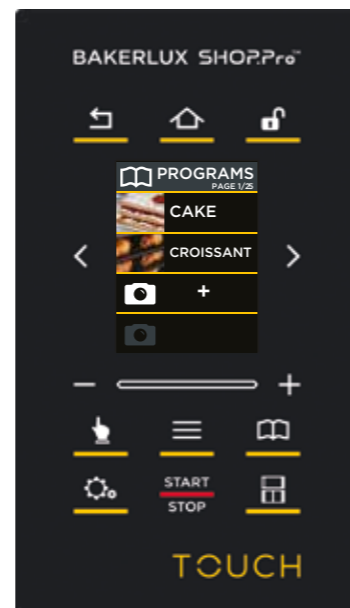 BAKERLUX SHOP.Pro™
PROGRAMS
PAGE 1/25
CAKE
CROISSANT
+
START
STOP
TOUCH